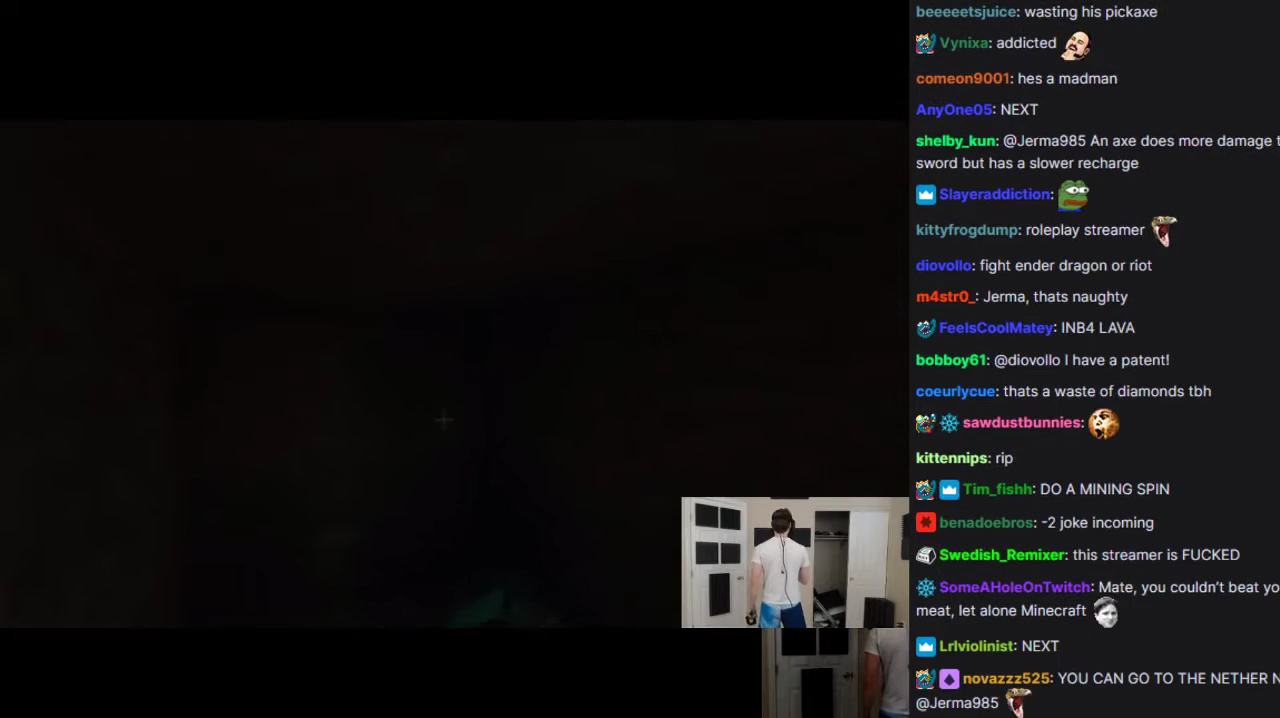 beeeeetsjuice: wasting his pickaxe
Vynixa: addicted
comeon9001: hes a madman
AnyOne05: NEXT
shelby_kun: @Jerma985 An axe does more damage t
sword but has a slower recharge
Slayeraddiction:
kittyfrogdump: roleplay streamer
diovollo: fight ender dragon or riot
m4str0_: Jerma, thats naughty
FeelsCoolMatey: INB4 LAVA
bobboy61: @diovollo I have a patent!
coeurlycue: thats a waste of diamonds tbh
sawdustbunnies:
kittennips: rip
Tim_fishh: DO A MINING SPIN
benadoebros: -2 joke incoming
Swedish_Remixer: this streamer is FUCKED
SomeAHoleOnTwitch: Mate, you couldn't beat yo
meat, let alone Minecraft
Lrlviolinist: NEXT
novazzz525: YOU CAN GO TO THE NETHER N
@Jerma985